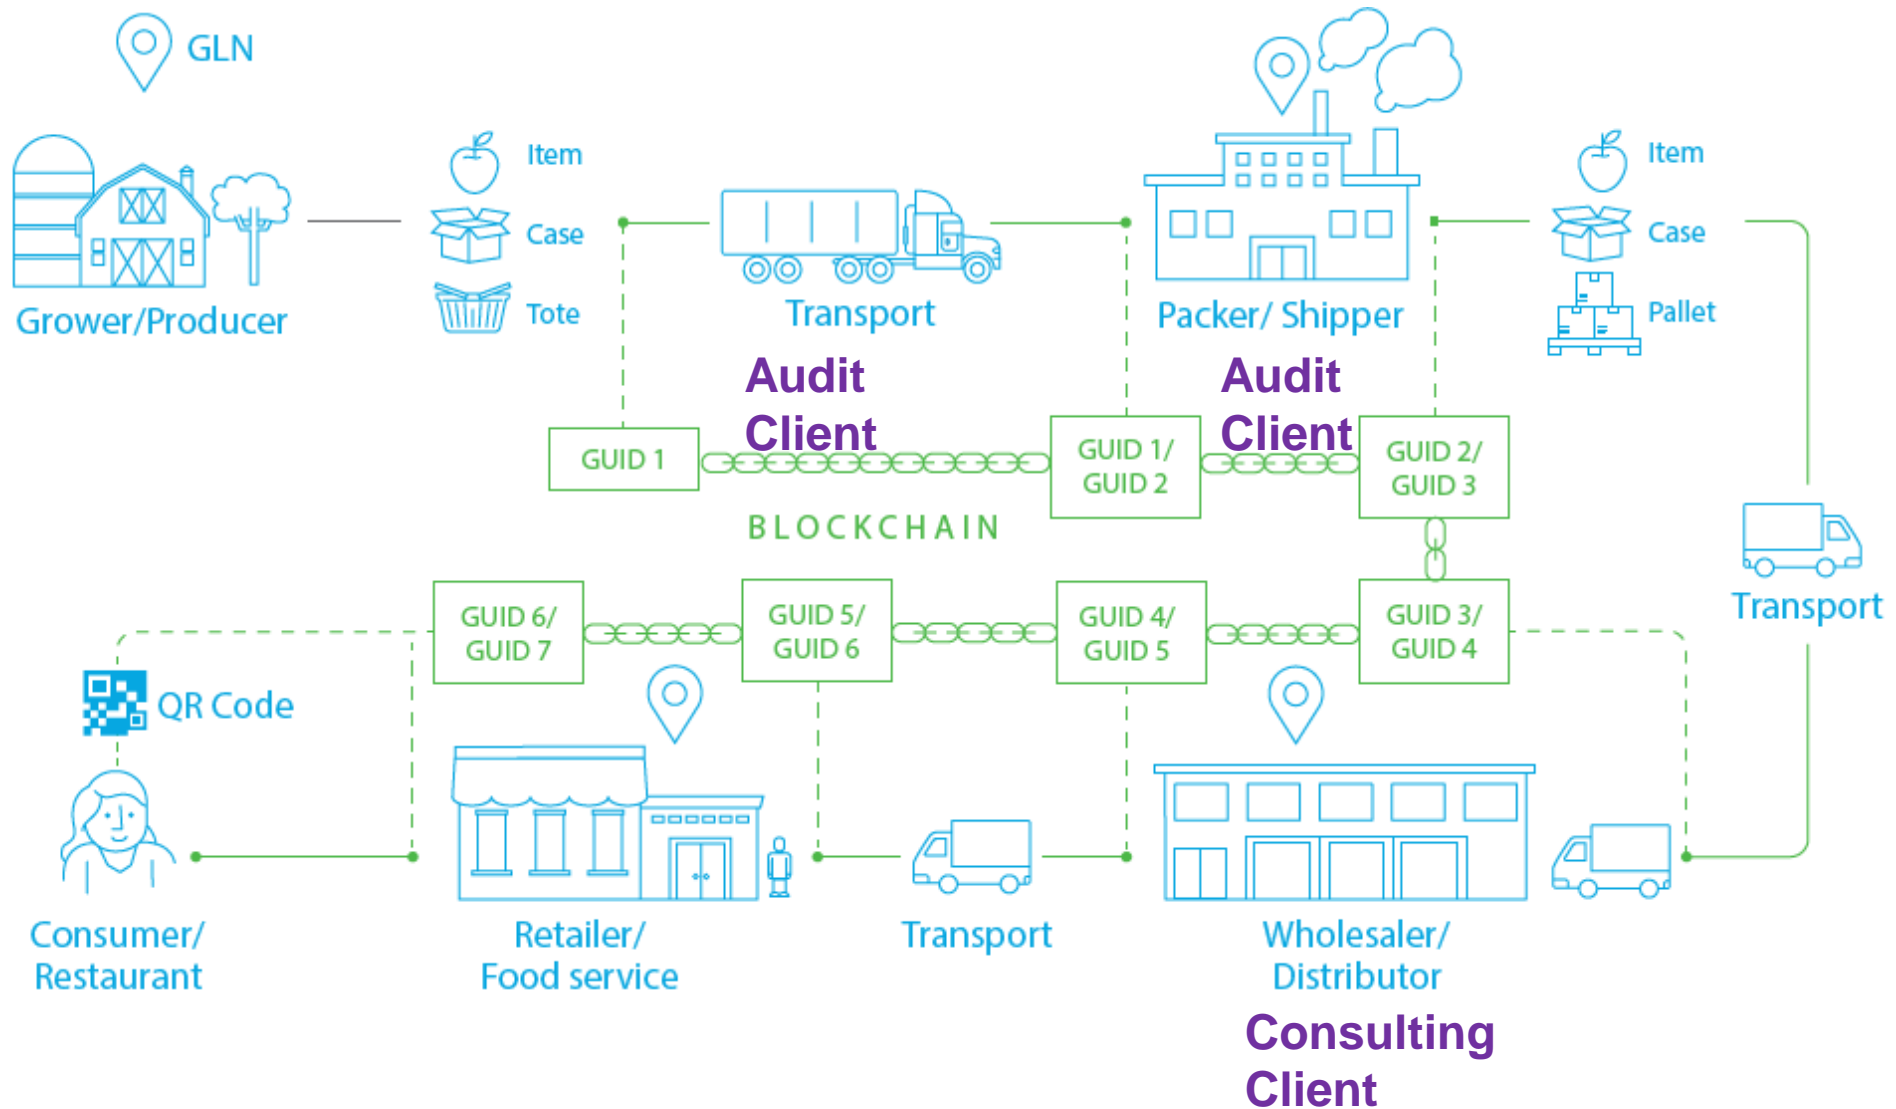 GLN
Item
Case
Tote
Grower/Producer
Transport
Packer/ Shipper
Item
Case
Pallet
Audit
Client
Audit
Client
GUID 1
GUID 1/
GUID 2
GUID 2/
GUID 3
BLOCKCHAIN
Transport
GUID 6/
GUID 7
GUID 5/
GUID 6
GUID 4/
GUID 5
GUID 3/
GUID 4
QR Code
Consumer/
Restaurant
Retailer/
Food service
Transport
Wholesaler/
Distributor
Consulting
Client